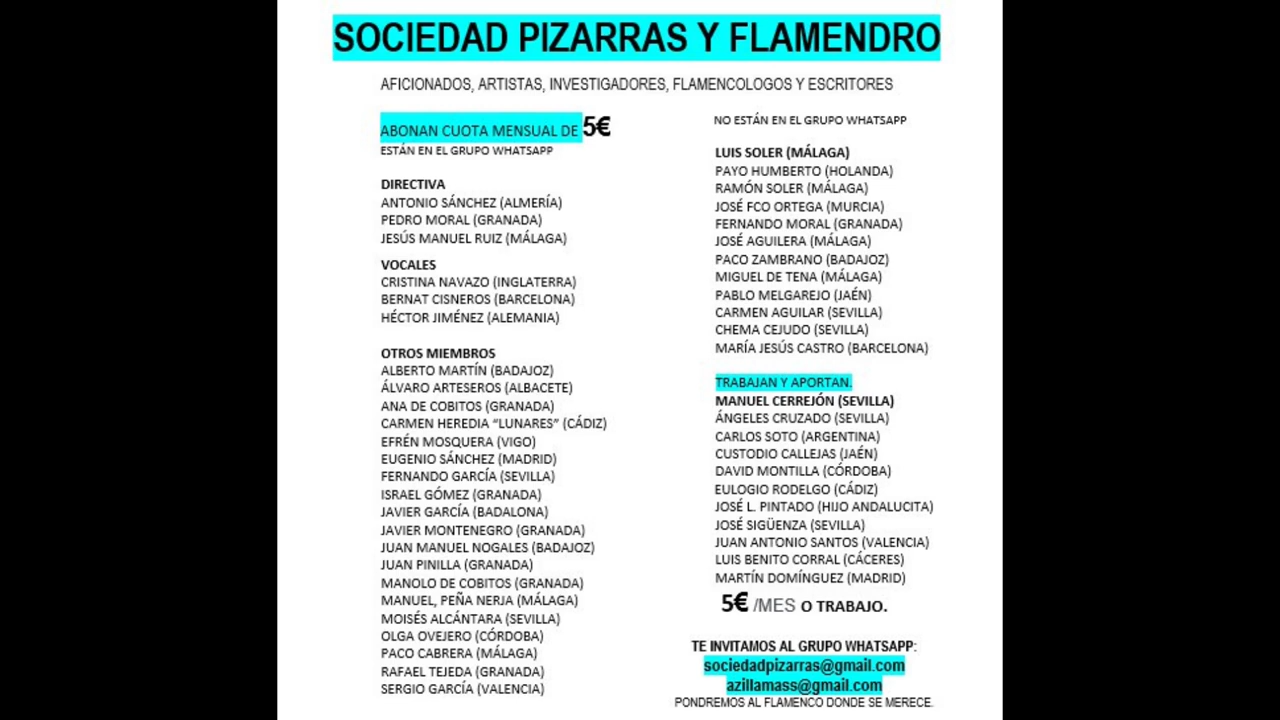 SOCIEDAD PIZARRAS Y FLAMENDRO
AFICIONADOS, ARTISTAS, INVESTIGADORES, FLAMENCOLOGOS Y ESCRITORES
ABONAN CUOTA MENSUAL DE 5€
ESTÁN EN EL GRUPO WHATSAPP
DIRECTIVA
ANTONIO SÁNCHEZ (ALMERÍA)
PEDRO MORAL (GRANADA)
JESÚS MANUEL RUIZ (MÁLAGA)
VOCALES
CRISTINA NAVAZO (INGLATERRA)
BERNAT CISNEROS (BARCELONA)
HÉCTOR JIMÉNEZ (ALEMANIA)
OTROS MIEMBROS
ALBERTO MARTÍN (BADAJOZ)
ÁLVARO ARTESEROS (ALBACETE)
ANA DE COBITOS (GRANADA)
CARMEN HEREDIA “LUNARES” (CÁDIZ)
EFRÉN MOSQUERA (VIGO)
EUGENIO SÁNCHEZ (MADRID)
FERNANDO GARCÍA (SEVILLA)
ISRAEL GÓMEZ (GRANADA)
JAVIER GARCÍA (BADALONA)
JAVIER MONTENEGRO (GRANADA)
JUAN MANUEL NOGALES (BADAJOZ)
JUAN PINILLA (GRANADA)
MANOLO DE COBITOS (GRANADA)
MANUEL, PEÑA NERJA (MÁLAGA)
MOISÉS ALCÁNTARA (SEVILLA)
OLGA OVEJERO (CÓRDOBA)
PACO CABRERA (MÁLAGA)
RAFAEL TEJEDA (GRANADA)
SERGIO GARCÍA (VALENCIA)
NO ESTÁN EN EL GRUPO WHATSAPP
LUIS SOLER (MÁLAGA)
PAYO HUMBERTO (HOLANDA)
RAMÓN SOLER (MÁLAGA)
JOSÉ FCO ORTEGA (MURCIA)
FERNANDO MORAL (GRANADA)
JOSÉ AGUILERA (MÁLAGA)
PACO ZAMBRANO (BADAJOZ)
MIGUEL DE TENA (MÁLAGA)
PABLO MELGAREJO (JAÉN)
CARMEN AGUILAR (SEVILLA)
CHEMA CEJUDO (SEVILLA)
MARÍA JESÚS CASTRO (BARCELONA)
TRABAJAN Y APORTAN.
MANUEL CERREJÓN (SEVILLA)
ÁNGELES CRUZADO (SEVILLA)
CARLOS SOTO (ARGENTINA)
CUSTODIO CALLEJAS (JAÉN)
DAVID MONTILLA (CÓRDOBA)
EULOGIO RODELGO (CÁDIZ)
JOSÉ L. PINTADO (HIJO ANDALUCITA)
JOSÉ SIGÜENZA (SEVILLA)
JUAN ANTONIO SANTOS (VALENCIA)
LUIS BENITO CORRAL (CÁCERES)
MARTÍN DOMÍNGUEZ (MADRID)
5€ /MES O TRABAJO.
TE INVITAMOS AL GRUPO WHATSAPP:
sociedadpizarras@gmail.com
azillamass@gmail.com
PONDREMOS AL FLAMENCO DONDE SE MERECE.